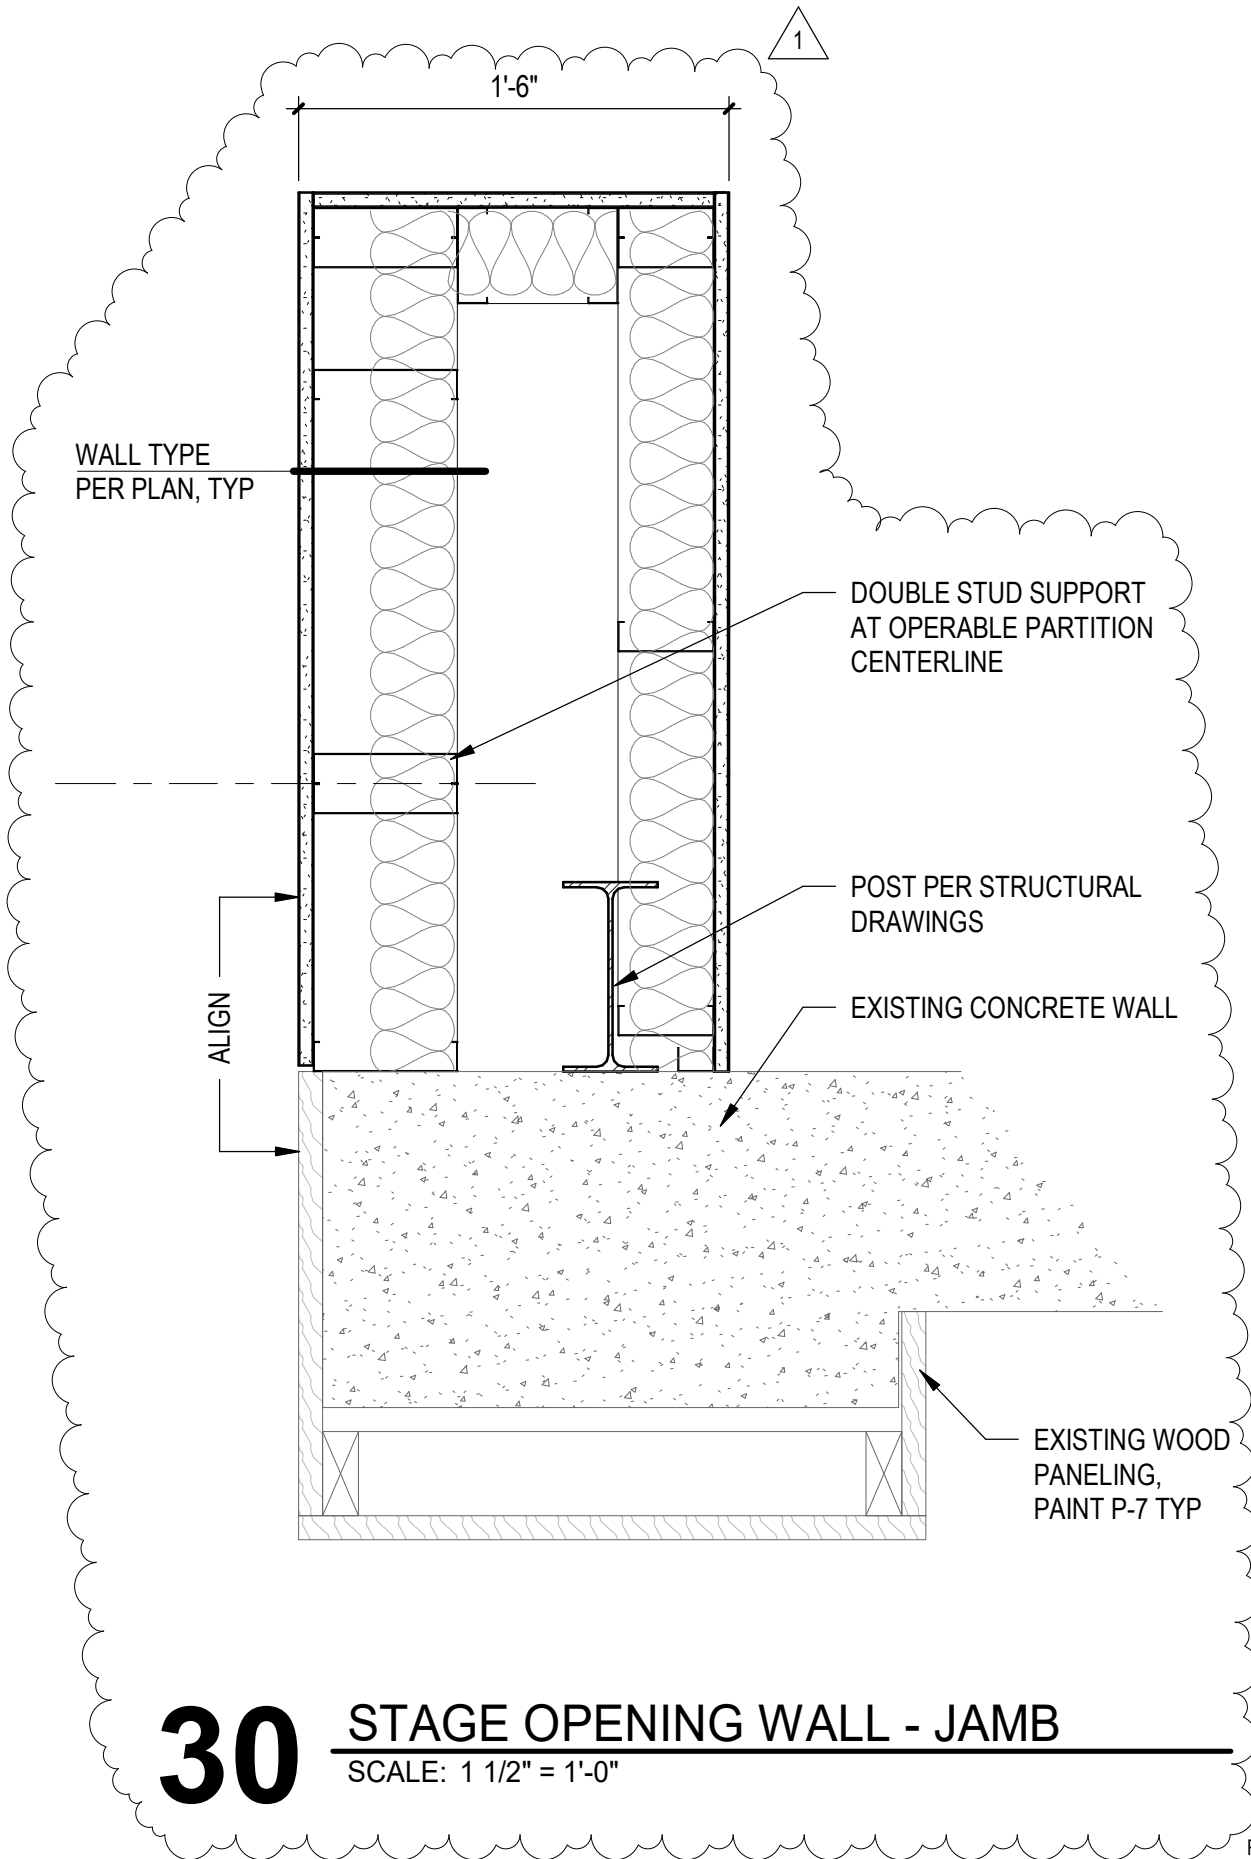 1
1'-6"
WALL TYPE
PER PLAN, TYP
DOUBLE STUD SUPPORT
AT OPERABLE PARTITION
CENTERLINE
POST PER STRUCTURAL
DRAWINGS
EXISTING CONCRETE WALL
ALIGN
EXISTING WOOD
PANELING,
PAINT P-7 TYP
30
STAGE OPENING WALL - JAMB
SCALE: 1 1/2" = 1'-0"